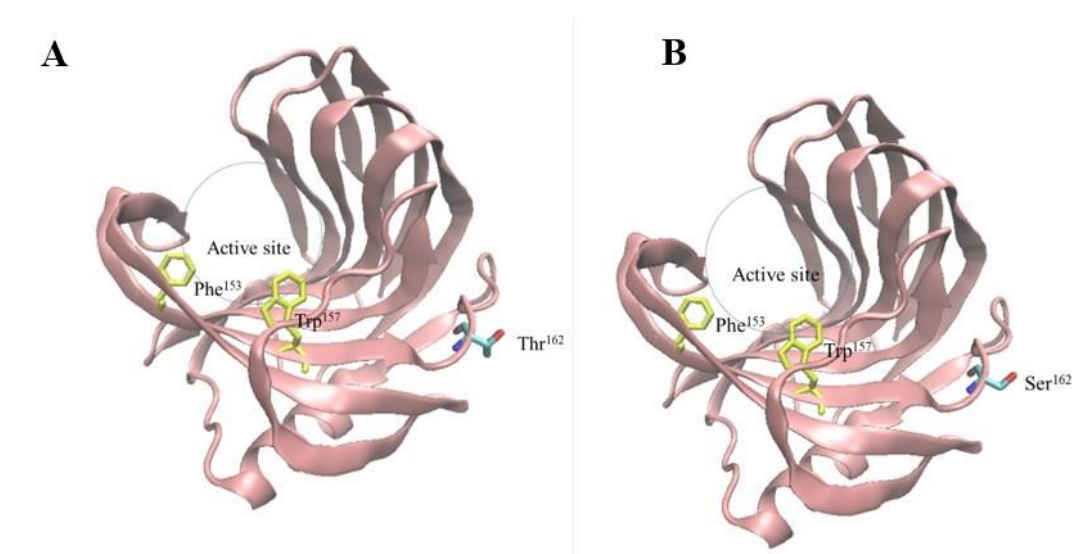 A
B
Active site
Phe¹⁵³
Trp¹⁵⁷
Thr¹⁶²
Active site
Phe¹⁵³
Trp¹⁵⁷
Ser¹⁶²